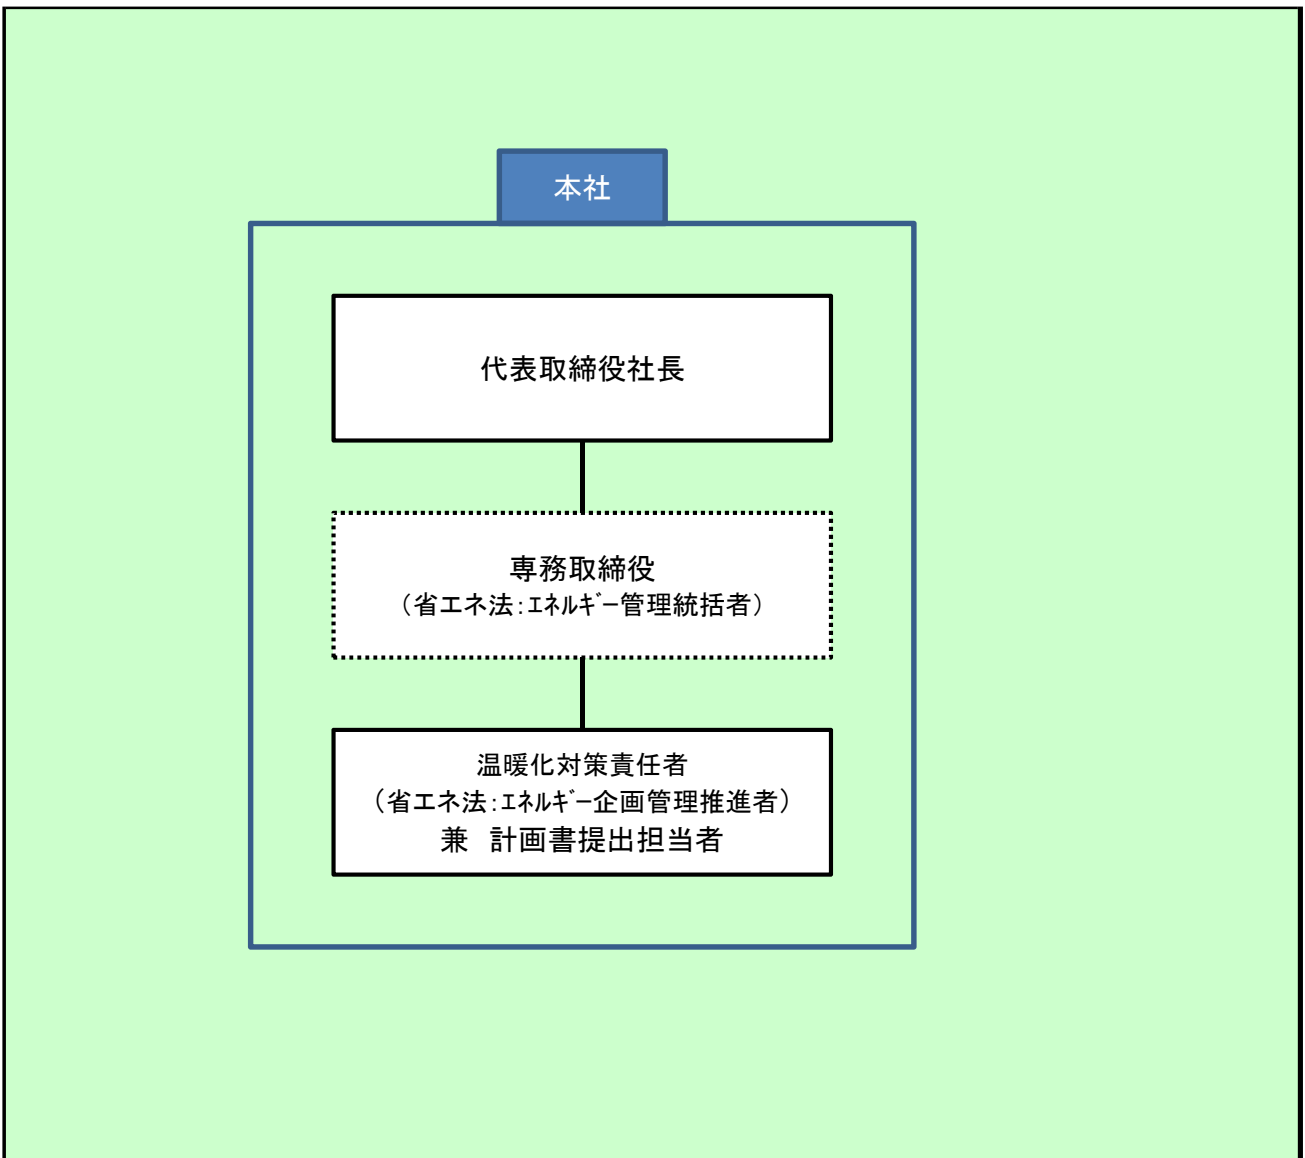 本社
代表取締役社長
専務取締役
（省エネ法：ｴﾈﾙｷﾞｰ管理統括者）
温暖化対策責任者
（省エネ法：ｴﾈﾙｷﾞｰ企画管理推進者）
兼　計画書提出担当者